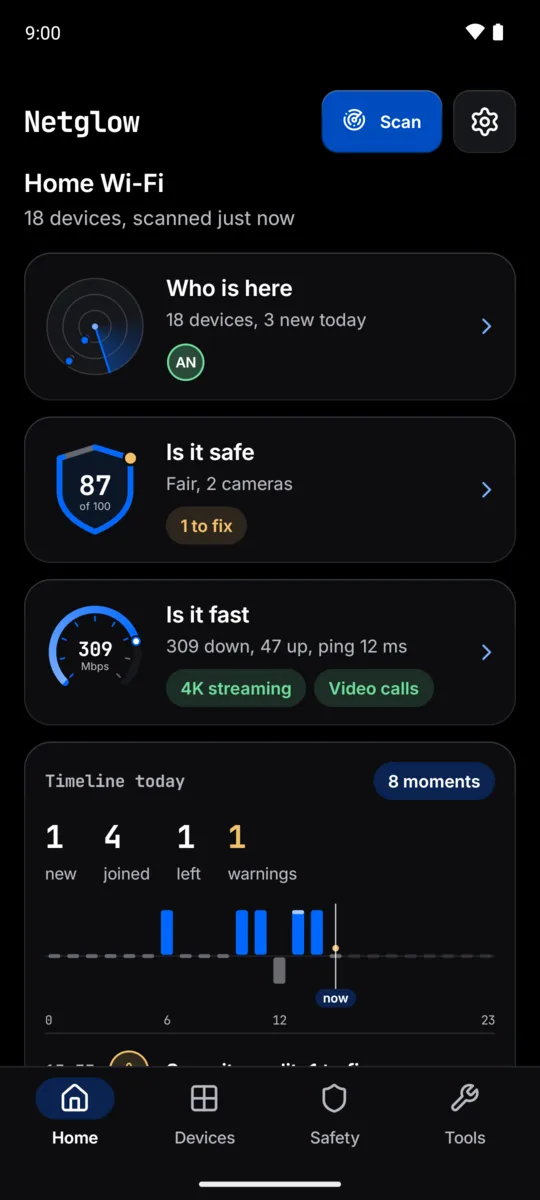 9:00
Netglow
Scan
Home Wi-Fi
18 devices, scanned just now
Who is here
18 devices, 3 new today
AN
Is it safe
87
of 100
Fair, 2 cameras
1 to fix
Is it fast
309
Mbps
309 down, 47 up, ping 12 ms
4K streaming
Video calls
Timeline today
8 moments
1 4 1 1
new joined left warnings
now
0 6 12 23
Home Devices Safety Tools